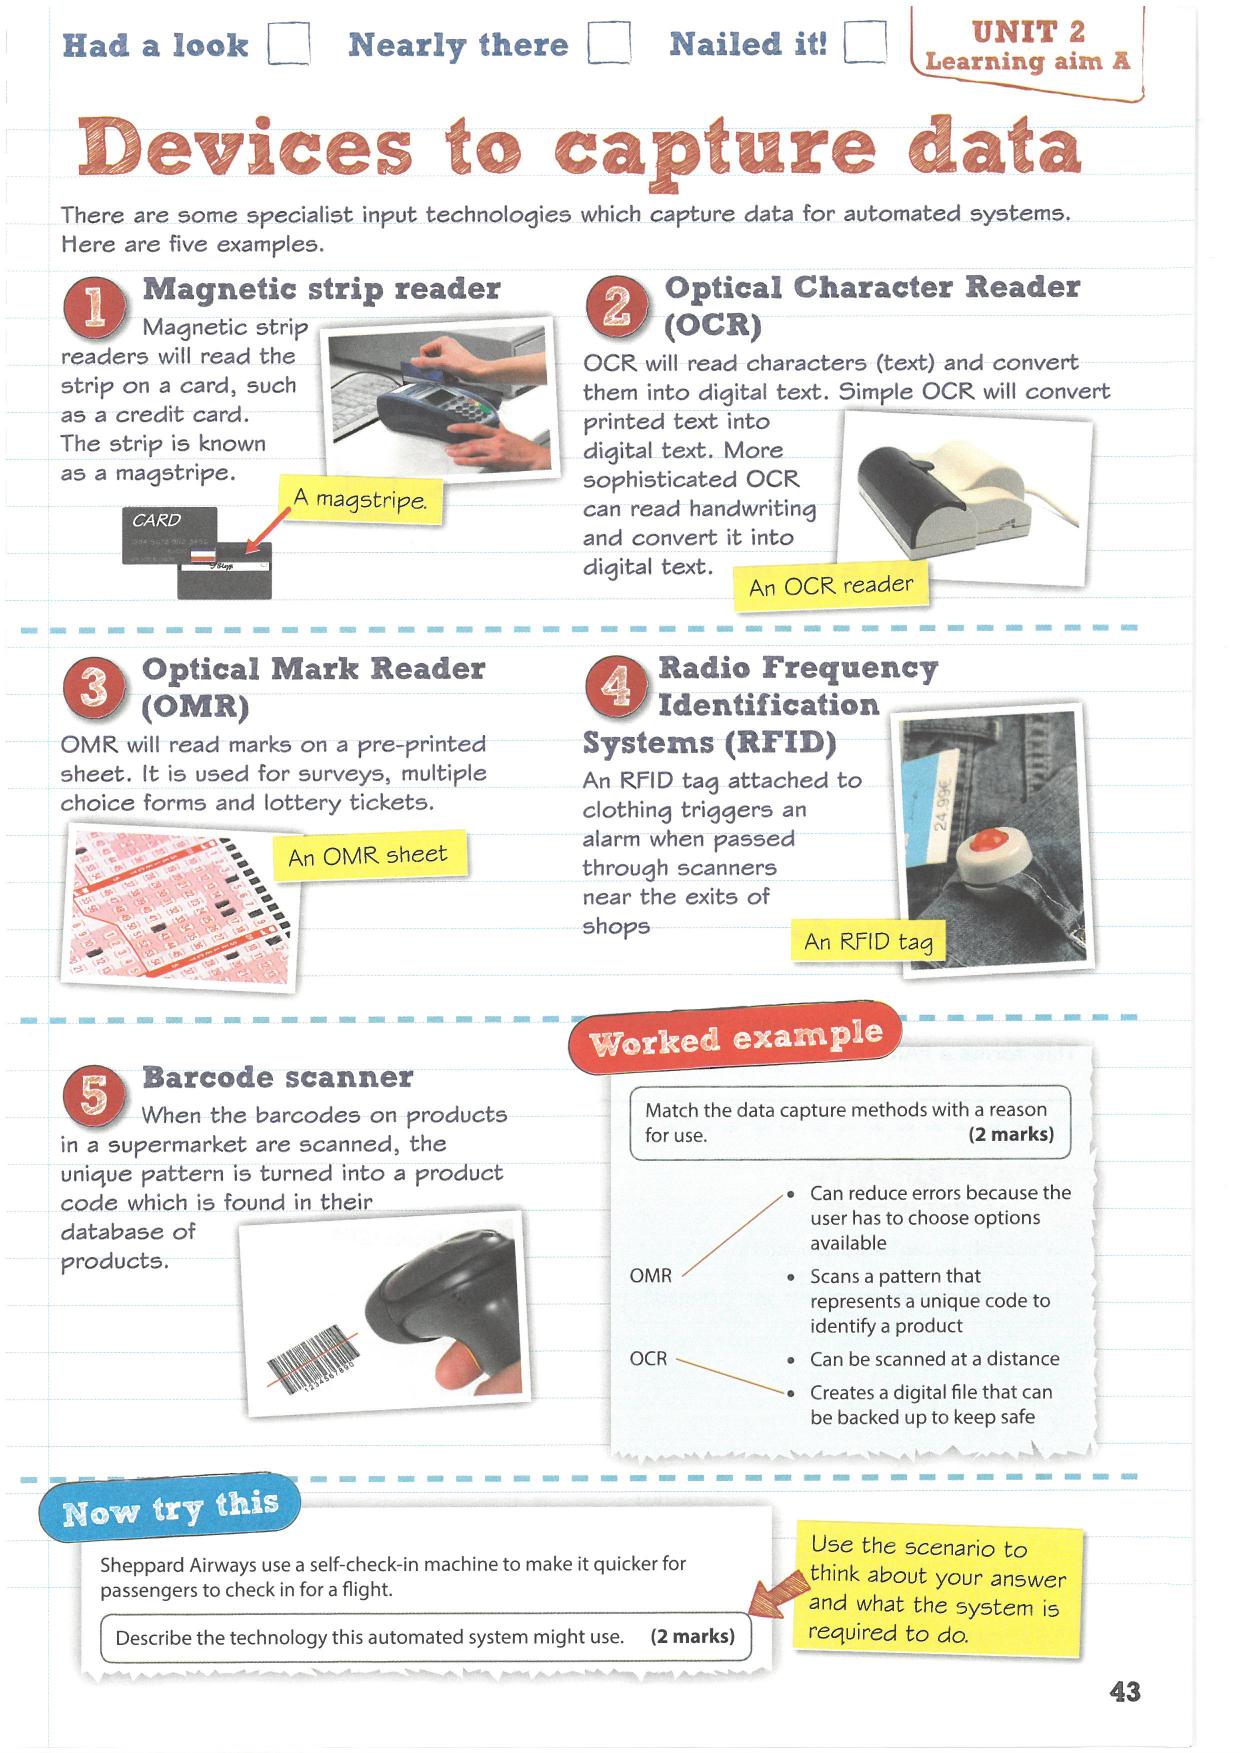 Had a look
Nearly there
Nailed it!
UNIT 2
Learning aim A
Devices to capture data
There are some specialist input technologies which capture data for automated systems.
Here are five examples.
1 Magnetic strip reader
Magnetic strip
readers will read the
strip on a card, such
as a credit card.
The strip is known
as a magstripe.
A magstripe.
CARD
2 Optical Character Reader
(OCR)
OCR will read characters (text) and convert
them into digital text. Simple OCR will convert
printed text into
digital text. More
sophisticated OCR
can read handwriting
and convert it into
digital text.
An OCR reader
3 Optical Mark Reader
(OMR)
OMR will read marks on a pre-printed
sheet. It is used for surveys, multiple
choice forms and lottery tickets.
An OMR sheet
4 Radio Frequency
Identification
Systems (RFID)
An RFID tag attached to
clothing triggers an
alarm when passed
through scanners
near the exits of
shops
24.99€
An RFID tag
5 Barcode scanner
When the barcodes on products
in a supermarket are scanned, the
unique pattern is turned into a product
code which is found in their
database of
products.
1234567890
Worked example
Match the data capture methods with a reason
for use. (2 marks)
OMR
OCR
• Can reduce errors because the
user has to choose options
available
• Scans a pattern that
represents a unique code to
identify a product
• Can be scanned at a distance
• Creates a digital file that can
be backed up to keep safe
Now try this
Sheppard Airways use a self-check-in machine to make it quicker for
passengers to check in for a flight.
Describe the technology this automated system might use. (2 marks)
Use the scenario to
think about your answer
and what the system is
required to do.
43